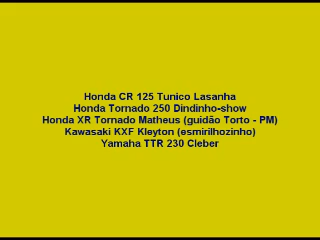 Honda CR 125 Tunico Lasanha
Honda Tornado 250 Dindinho-show
Honda XR Tornado Matheus (guidão Torto - PM)
Kawasaki KXF Kleyton (esmirilhozinho)
Yamaha TTR 230 Cleber